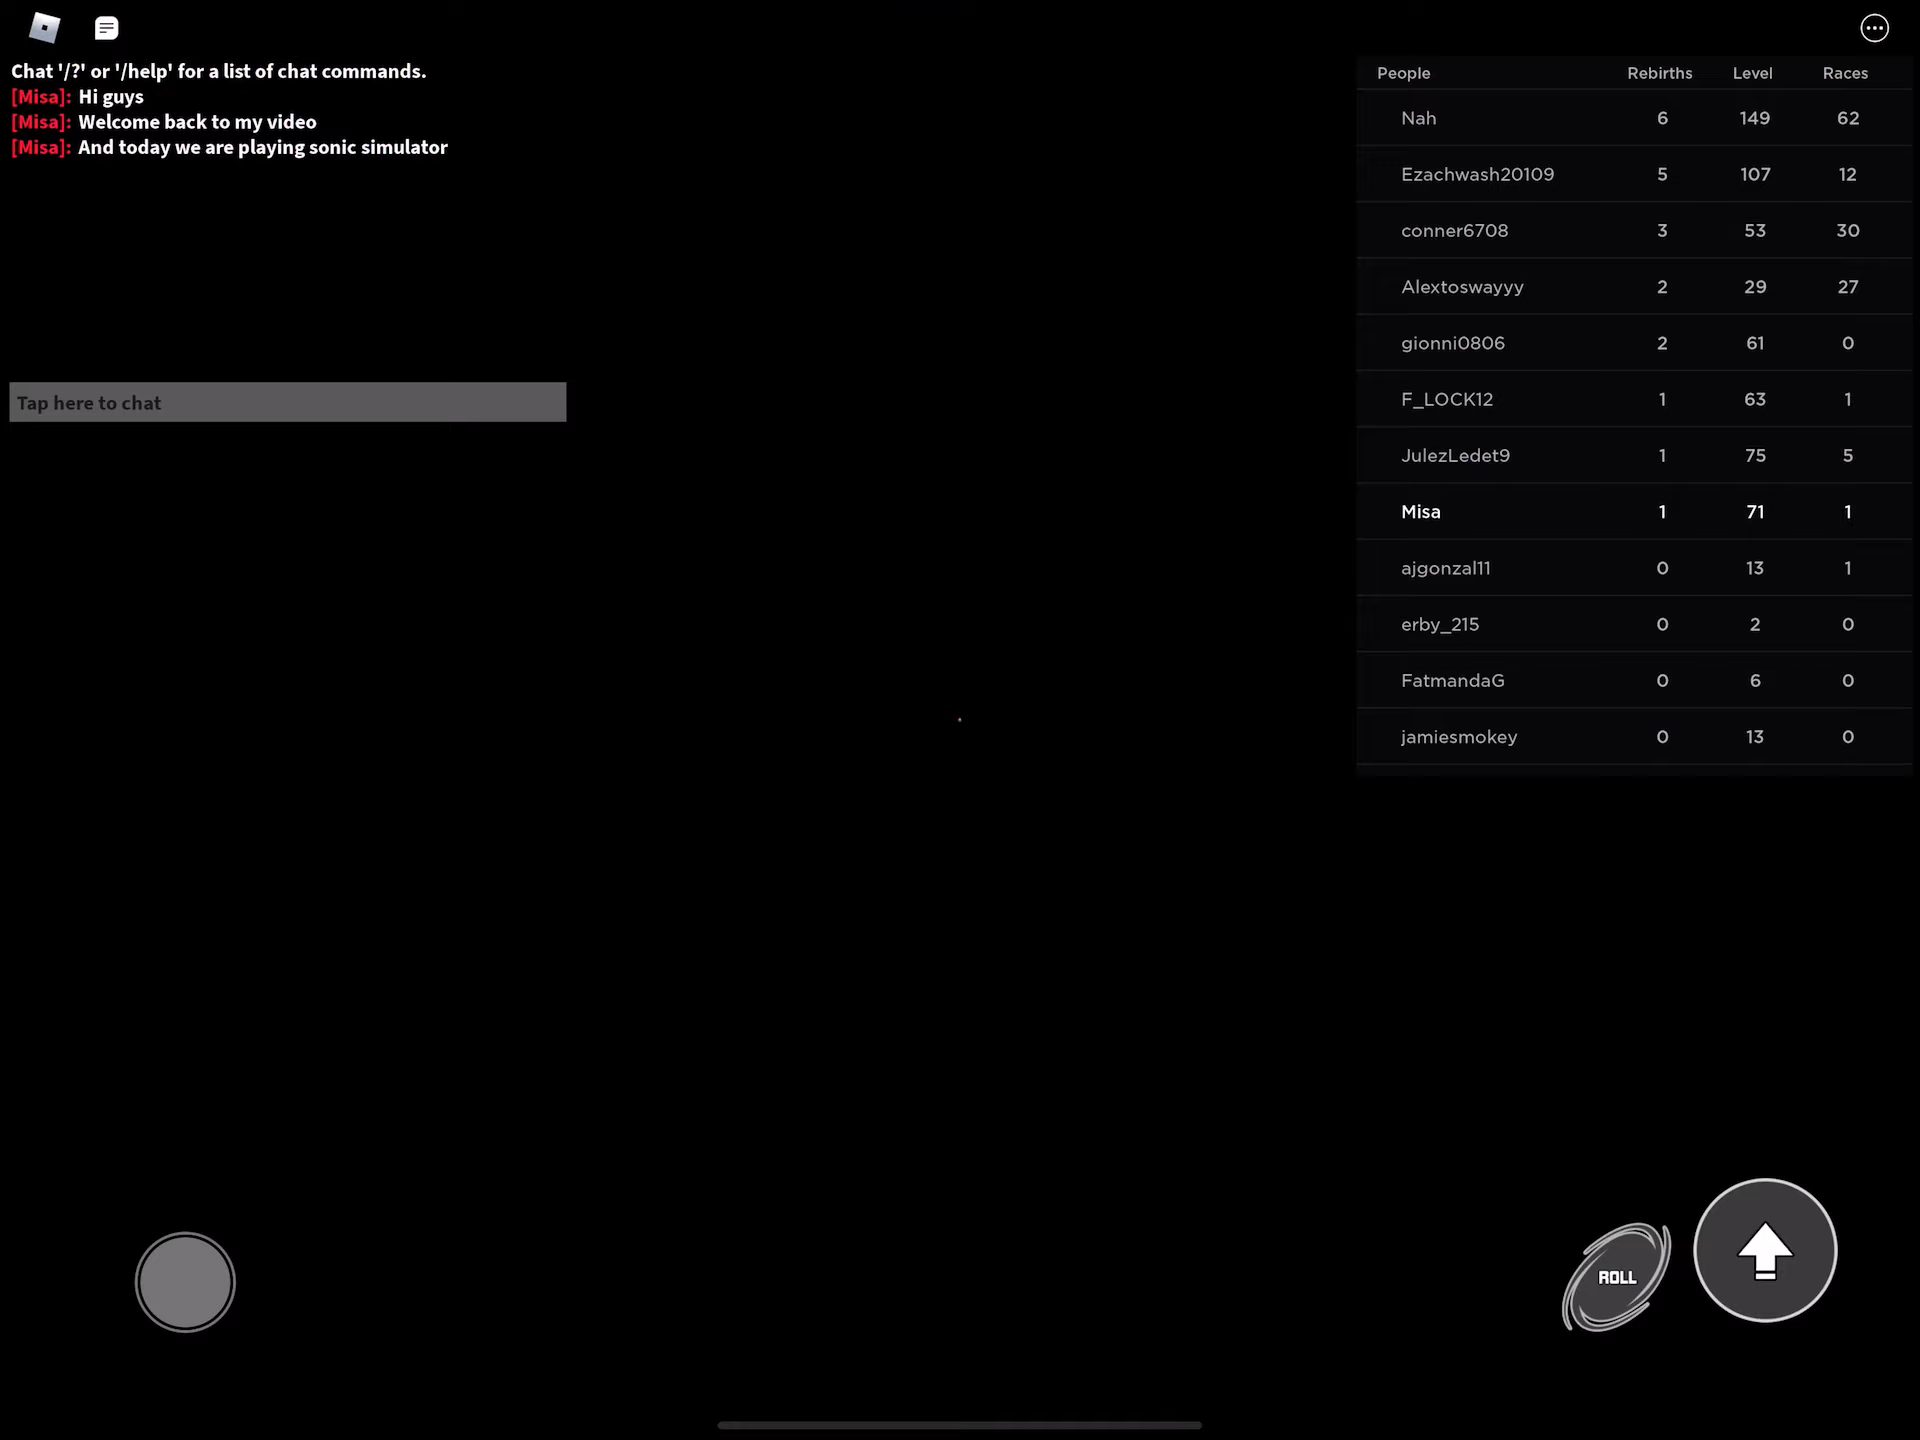 Chat '/?' or '/help' for a list of chat commands.
[Misa]: Hi guys
[Misa]: Welcome back to my video
[Misa]: And today we are playing sonic simulator
Tap here to chat
People Rebirths Level Races
Nah 6 149 62
Ezachwash20109 5 107 12
conner6708 3 53 30
Alextoswayyy 2 29 27
gionni0806 2 61 0
F_LOCK12 1 63 1
JulezLedet9 1 75 5
Misa 1 71 1
ajgonzal11 0 13 1
erby_215 0 2 0
FatmandaG 0 6 0
jamiesmokey 0 13 0
ROLL